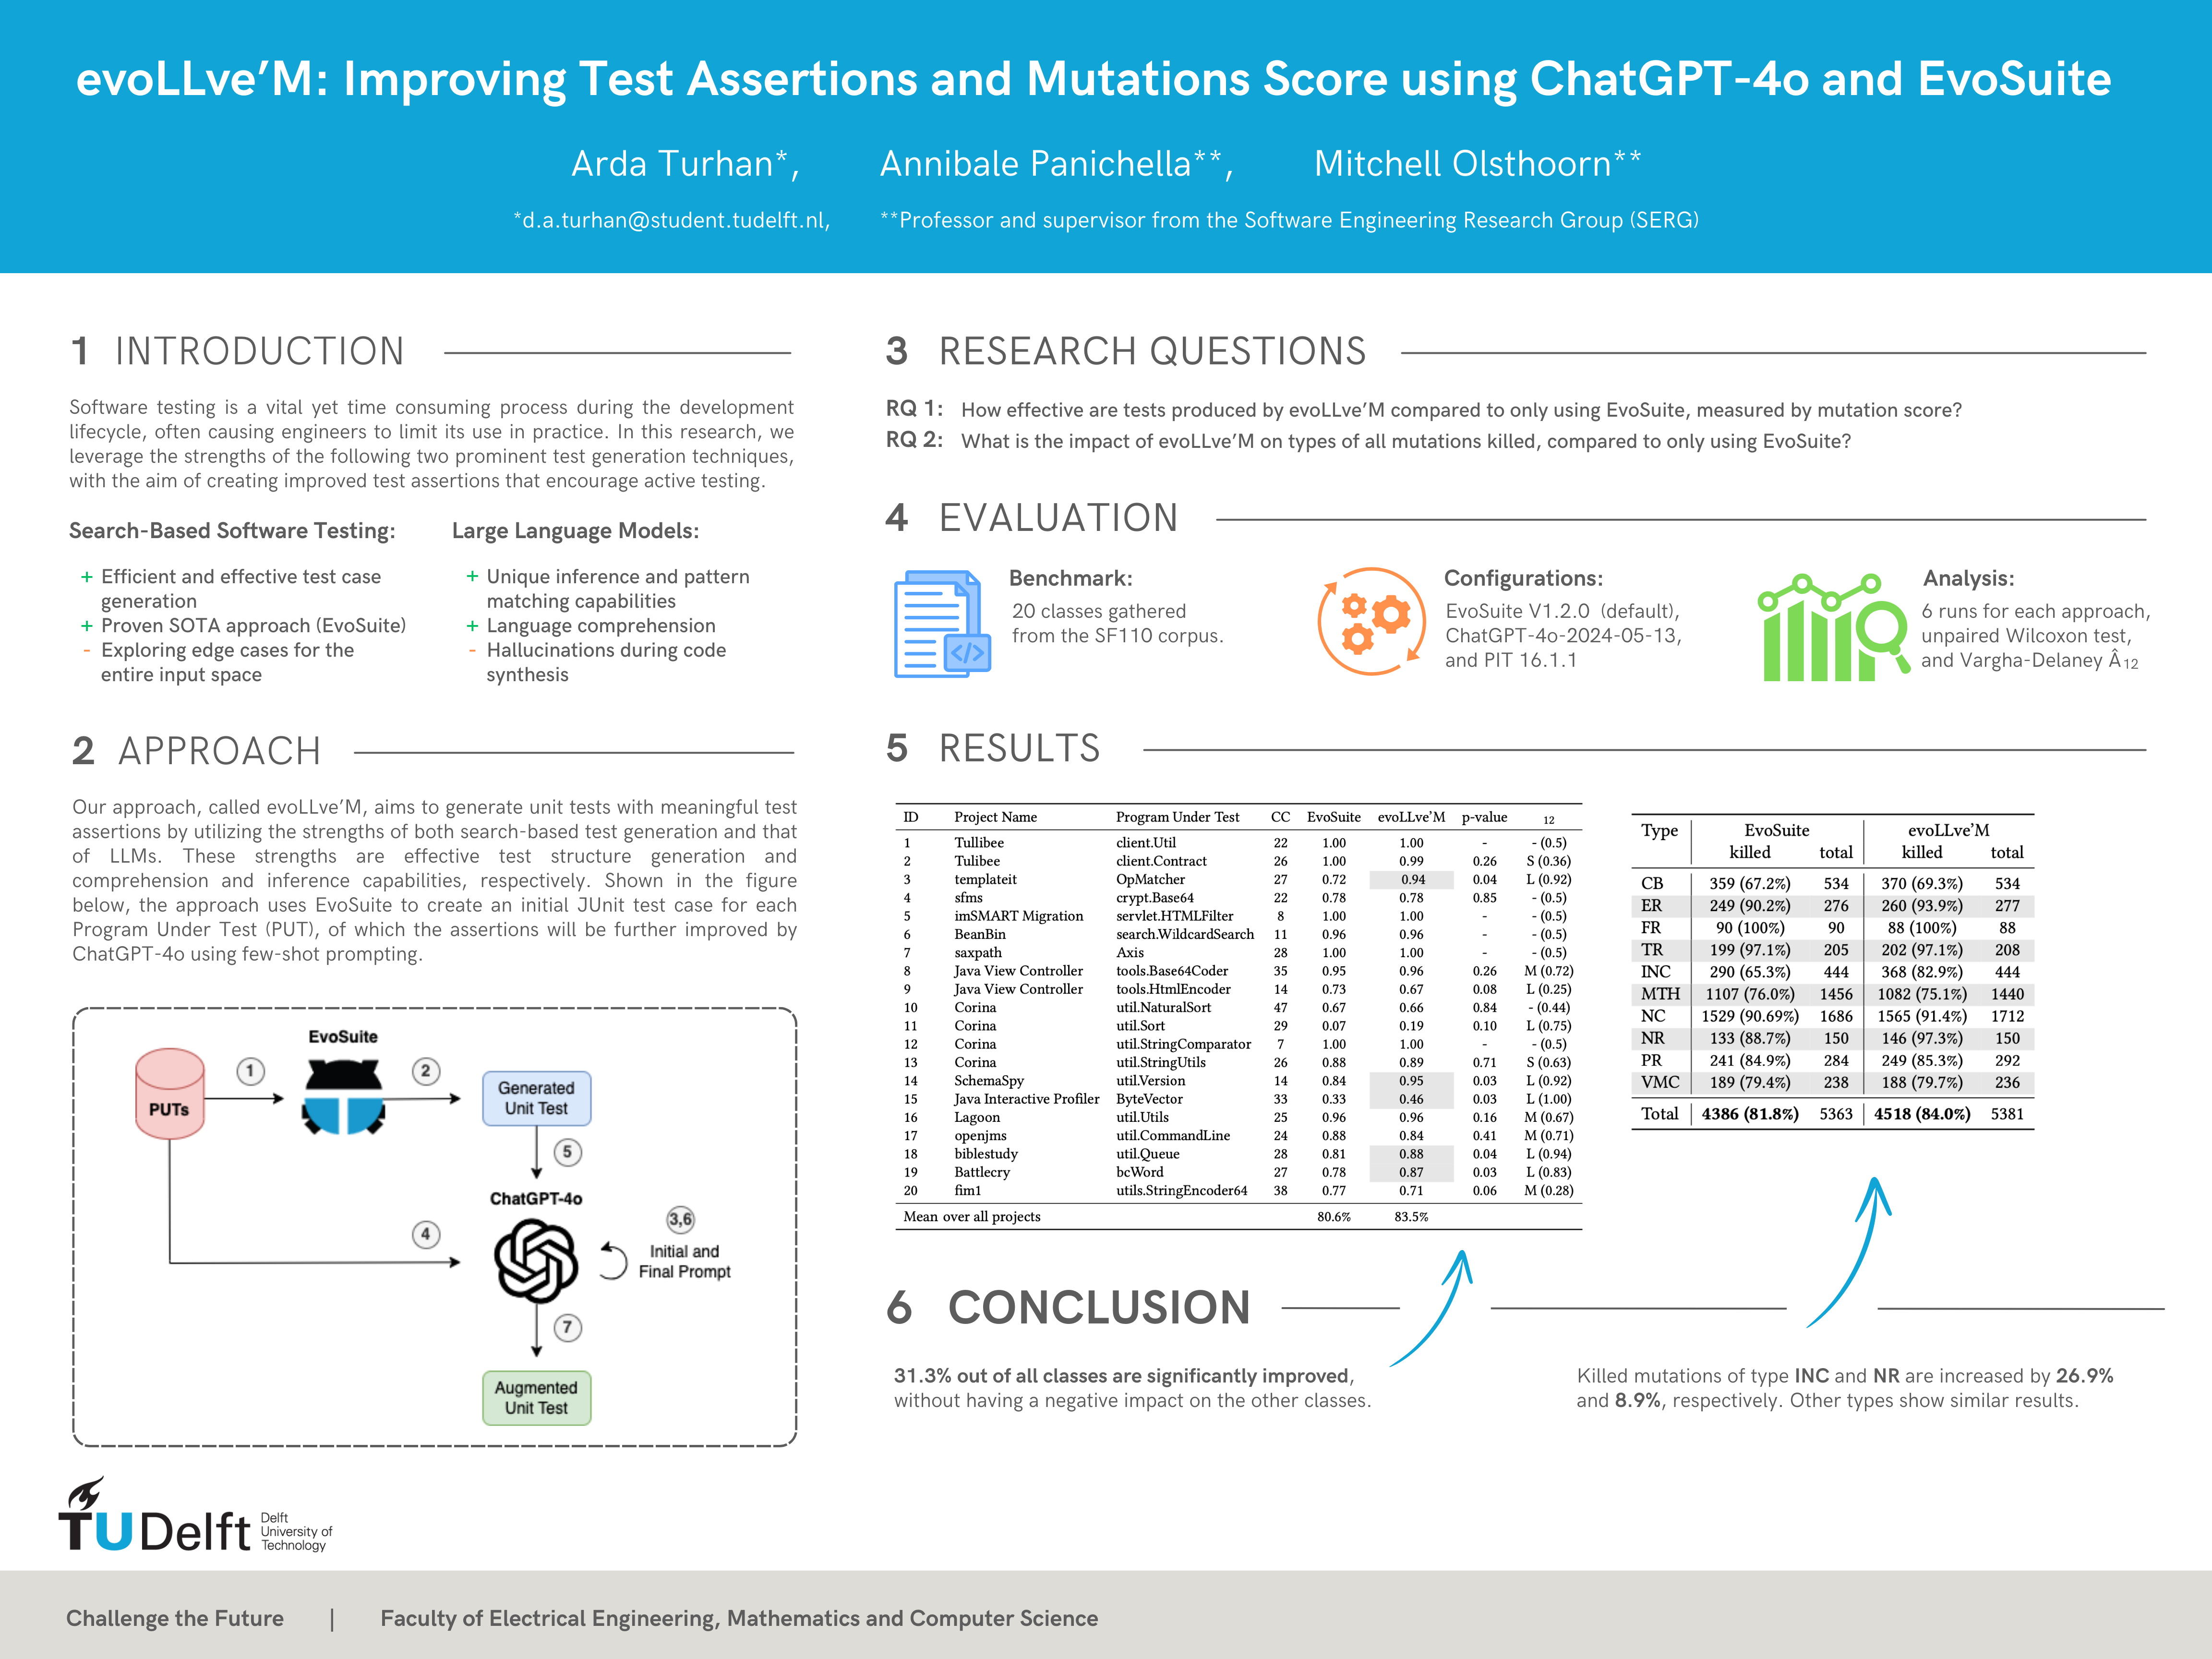 evoLLve’M: Improving Test Assertions and Mutations Score using ChatGPT-4o and EvoSuite
Arda Turhan*, Annibale Panichella**, Mitchell Olsthoorn**
*d.a.turhan@student.tudelft.nl, **Professor and supervisor from the Software Engineering Research Group (SERG)
1 INTRODUCTION
Software testing is a vital yet time consuming process during the development
lifecycle, often causing engineers to limit its use in practice. In this research, we
leverage the strengths of the following two prominent test generation techniques,
with the aim of creating improved test assertions that encourage active testing.
Search-Based Software Testing:
+ Efficient and effective test case
generation
+ Proven SOTA approach (EvoSuite)
- Exploring edge cases for the
entire input space
Large Language Models:
+ Unique inference and pattern
matching capabilities
+ Language comprehension
- Hallucinations during code
synthesis
2 APPROACH
Our approach, called evoLLve’M, aims to generate unit tests with meaningful test
assertions by utilizing the strengths of both search-based test generation and that
of LLMs. These strengths are effective test structure generation and
comprehension and inference capabilities, respectively. Shown in the figure
below, the approach uses EvoSuite to create an initial JUnit test case for each
Program Under Test (PUT), of which the assertions will be further improved by
ChatGPT-4o using few-shot prompting.
EvoSuite
PUTs
1
2
Generated
Unit Test
5
ChatGPT-4o
4
3,6
Initial and
Final Prompt
7
Augmented
Unit Test
3 RESEARCH QUESTIONS
RQ 1: How effective are tests produced by evoLLve’M compared to only using EvoSuite, measured by mutation score?
RQ 2: What is the impact of evoLLve’M on types of all mutations killed, compared to only using EvoSuite?
4 EVALUATION
Benchmark:
20 classes gathered
from the SF110 corpus.
</>
Configurations:
EvoSuite V1.2.0 (default),
ChatGPT-4o-2024-05-13,
and PIT 16.1.1
Analysis:
6 runs for each approach,
unpaired Wilcoxon test,
and Vargha-Delaney Â12
5 RESULTS
ID Project Name Program Under Test CC EvoSuite evoLLve’M p-value 12
1 Tullibee client.Util 22 1.00 1.00 - - (0.5)
2 Tulibee client.Contract 26 1.00 0.99 0.26 S (0.36)
3 templateit OpMatcher 27 0.72 0.94 0.04 L (0.92)
4 sfms crypt.Base64 22 0.78 0.78 0.85 - (0.5)
5 imSMART Migration servlet.HTMLFilter 8 1.00 1.00 - - (0.5)
6 BeanBin search.WildcardSearch 11 0.96 0.96 - - (0.5)
7 saxpath Axis 28 1.00 1.00 - - (0.5)
8 Java View Controller tools.Base64Coder 35 0.95 0.96 0.26 M (0.72)
9 Java View Controller tools.HtmlEncoder 14 0.73 0.67 0.08 L (0.25)
10 Corina util.NaturalSort 47 0.67 0.66 0.84 - (0.44)
11 Corina util.Sort 29 0.07 0.19 0.10 L (0.75)
12 Corina util.StringComparator 7 1.00 1.00 - - (0.5)
13 Corina util.StringUtils 26 0.88 0.89 0.71 S (0.63)
14 SchemaSpy util.Version 14 0.84 0.95 0.03 L (0.92)
15 Java Interactive Profiler ByteVector 33 0.33 0.46 0.03 L (1.00)
16 Lagoon util.Utils 25 0.96 0.96 0.16 M (0.67)
17 openjms util.CommandLine 24 0.88 0.84 0.41 M (0.71)
18 biblestudy util.Queue 28 0.81 0.88 0.04 L (0.94)
19 Battlecry bcWord 27 0.78 0.87 0.03 L (0.83)
20 fim1 utils.StringEncoder64 38 0.77 0.71 0.06 M (0.28)
Mean over all projects 80.6% 83.5%
Type EvoSuite evoLLve’M
killed total killed total
CB 359 (67.2%) 534 370 (69.3%) 534
ER 249 (90.2%) 276 260 (93.9%) 277
FR 90 (100%) 90 88 (100%) 88
TR 199 (97.1%) 205 202 (97.1%) 208
INC 290 (65.3%) 444 368 (82.9%) 444
MTH 1107 (76.0%) 1456 1082 (75.1%) 1440
NC 1529 (90.69%) 1686 1565 (91.4%) 1712
NR 133 (88.7%) 150 146 (97.3%) 150
PR 241 (84.9%) 284 249 (85.3%) 292
VMC 189 (79.4%) 238 188 (79.7%) 236
Total 4386 (81.8%) 5363 4518 (84.0%) 5381
6 CONCLUSION
31.3% out of all classes are significantly improved,
without having a negative impact on the other classes.
Killed mutations of type INC and NR are increased by 26.9%
and 8.9%, respectively. Other types show similar results.
TUDelft
Delft
University of
Technology
Challenge the Future | Faculty of Electrical Engineering, Mathematics and Computer Science